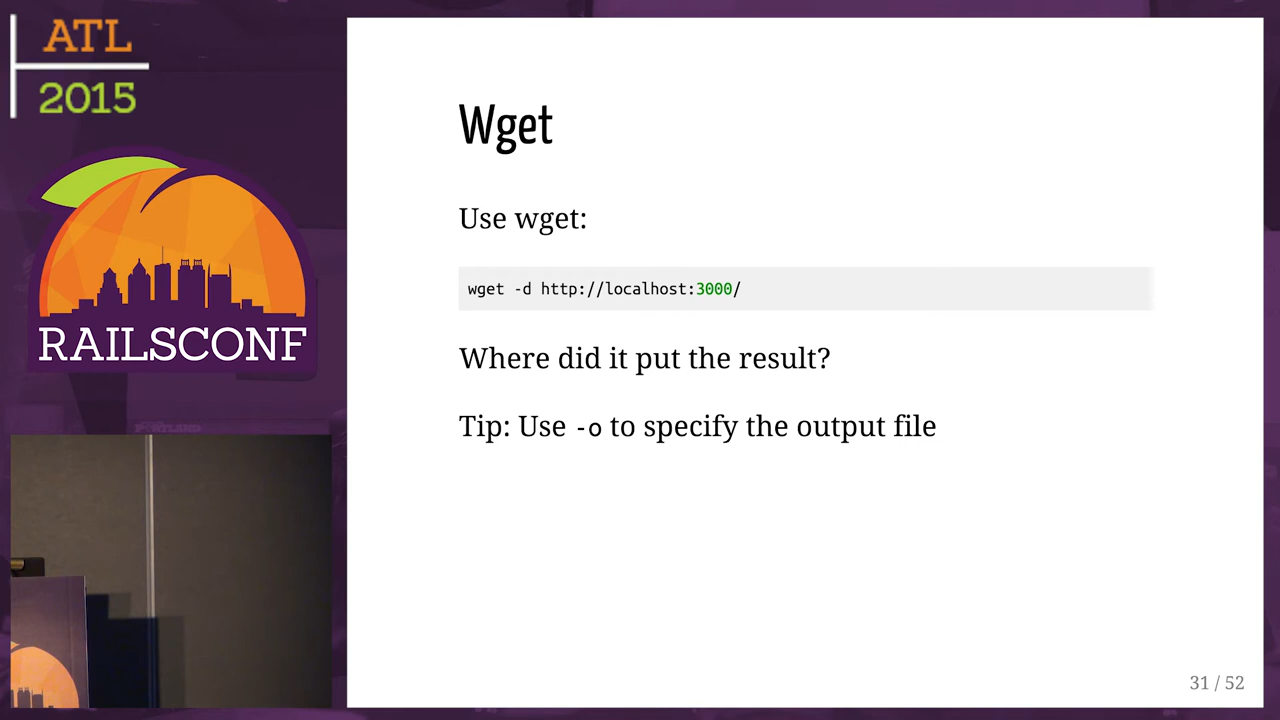 ATL
2015
RAILSCONF
Wget
Use wget:
wget -d http://localhost:3000/
Where did it put the result?
Tip: Use -o to specify the output file
31 / 52